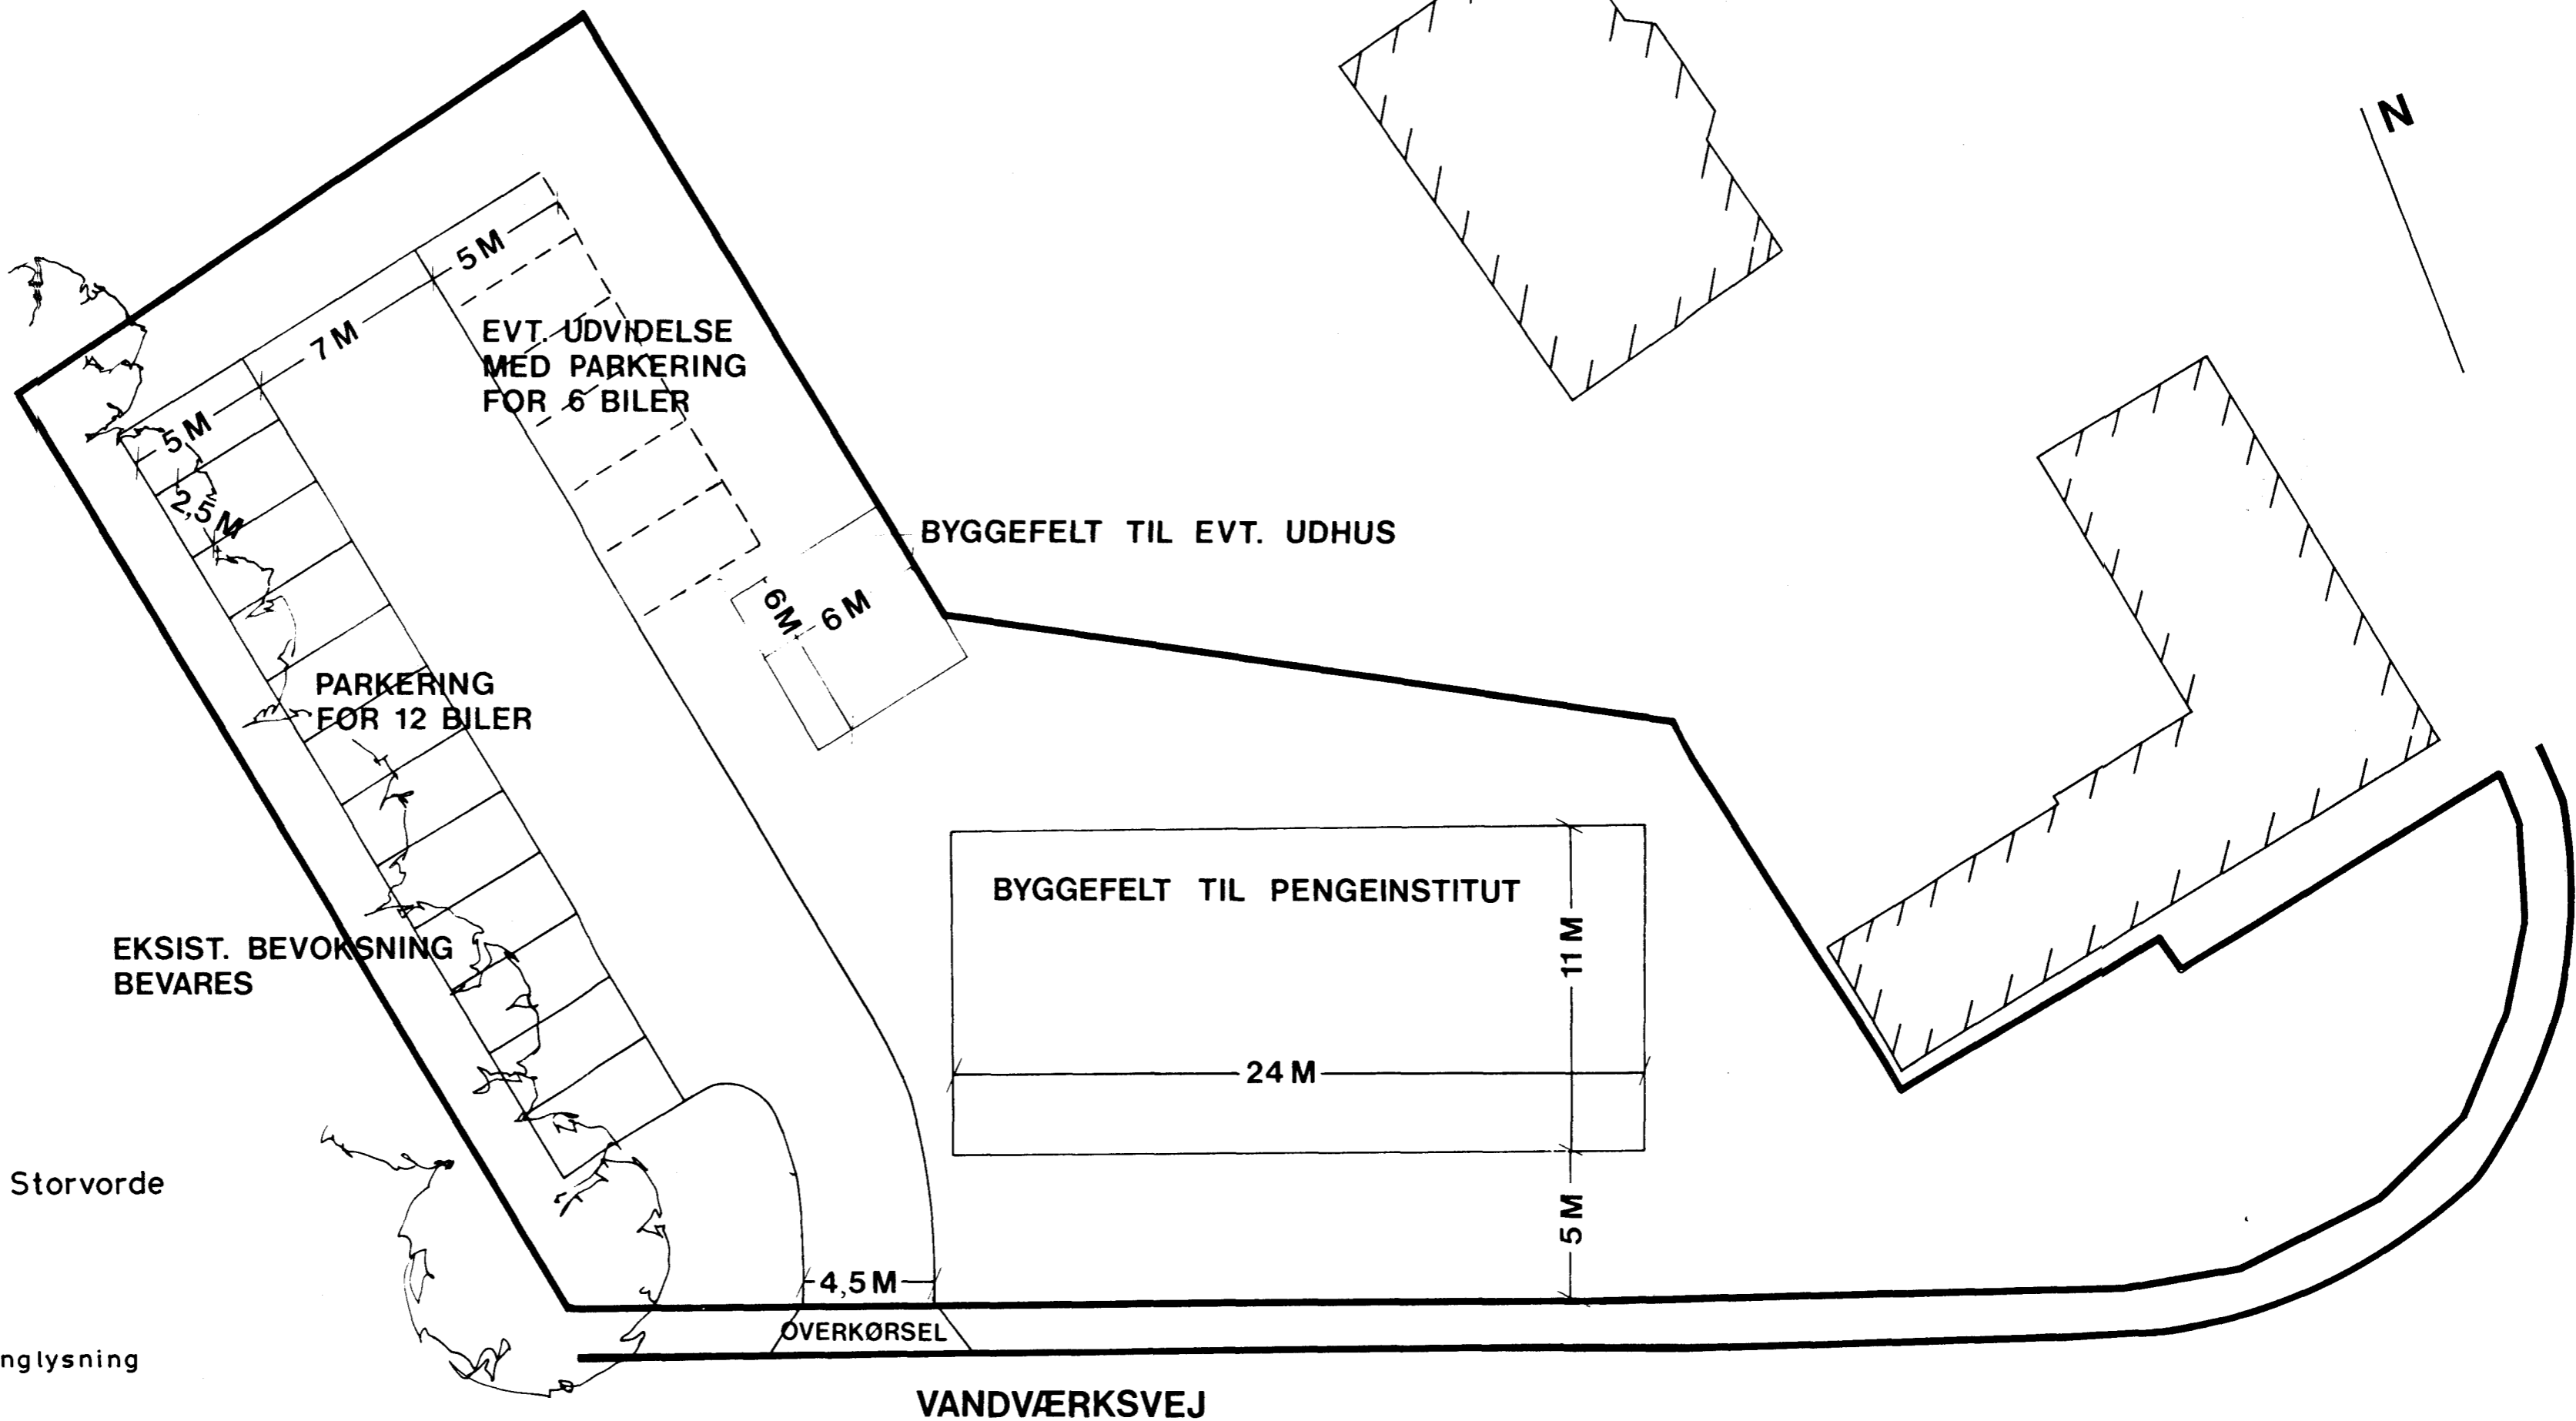 N
5 M
7 M
5 M
2,5 M
EVT. UDVIDELSE
MED PARKERING
FOR 6 BILER
BYGGEFELT TIL EVT. UDHUS
6 M
6 M
PARKERING
FOR 12 BILER
BYGGEFELT TIL PENGEINSTITUT
11 M
EKSIST. BEVOKSNING
BEVARES
24 M
Storvorde
5 M
4,5 M
OVERKØRSEL
nglysning
VANDVÆRKSVEJ